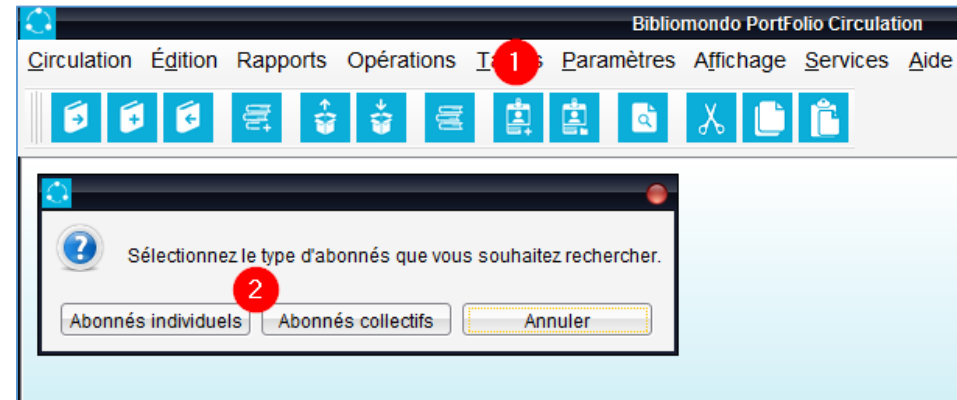 Bibliomondo PortFolio Circulation
Circulation Édition Rapports Opérations Paramètres Affichage Services Aide
1
Sélectionnez le type d'abonnés que vous souhaitez rechercher.
2
Abonnés individuels Abonnés collectifs Annuler